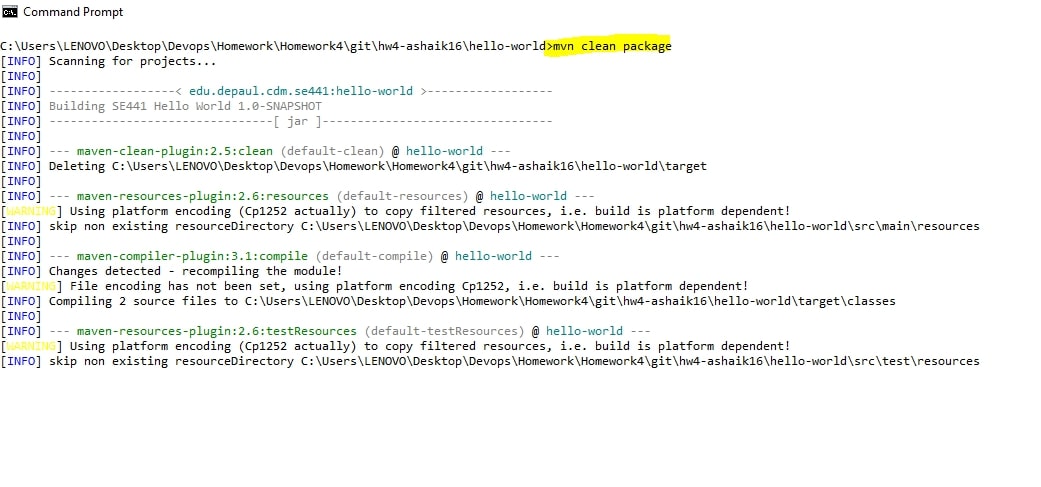 Command Prompt
C:\Users\LENOVO\Desktop\Devops\Homework\Homework4\git\hw4-ashaik16\hello-world>mvn clean package
[INFO] Scanning for projects...
[INFO]
[INFO] ------------------< edu.depaul.cdm.se441:hello-world >------------------
[INFO] Building SE441 Hello World 1.0-SNAPSHOT
[INFO] --------------------------------[ jar ]---------------------------------
[INFO]
[INFO] --- maven-clean-plugin:2.5:clean (default-clean) @ hello-world ---
[INFO] Deleting C:\Users\LENOVO\Desktop\Devops\Homework\Homework4\git\hw4-ashaik16\hello-world\target
[INFO]
[INFO] --- maven-resources-plugin:2.6:resources (default-resources) @ hello-world ---
[WARNING] Using platform encoding (Cp1252 actually) to copy filtered resources, i.e. build is platform dependent!
[INFO] skip non existing resourceDirectory C:\Users\LENOVO\Desktop\Devops\Homework\Homework4\git\hw4-ashaik16\hello-world\src\main\resources
[INFO]
[INFO] --- maven-compiler-plugin:3.1:compile (default-compile) @ hello-world ---
[INFO] Changes detected - recompiling the module!
[WARNING] File encoding has not been set, using platform encoding Cp1252, i.e. build is platform dependent!
[INFO] Compiling 2 source files to C:\Users\LENOVO\Desktop\Devops\Homework\Homework4\git\hw4-ashaik16\hello-world\target\classes
[INFO]
[INFO] --- maven-resources-plugin:2.6:testResources (default-testResources) @ hello-world ---
[WARNING] Using platform encoding (Cp1252 actually) to copy filtered resources, i.e. build is platform dependent!
[INFO] skip non existing resourceDirectory C:\Users\LENOVO\Desktop\Devops\Homework\Homework4\git\hw4-ashaik16\hello-world\src\test\resources